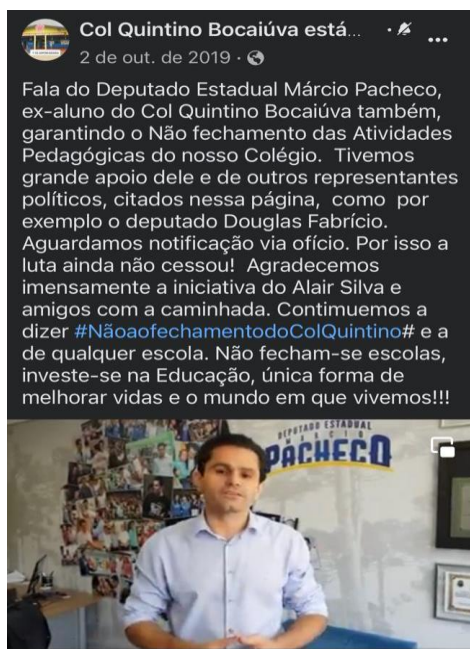 Col Quintino Bocaiúva está...
2 de out. de 2019
Fala do Deputado Estadual Márcio Pacheco,
ex-aluno do Col Quintino Bocaiúva também,
garantindo o Não fechamento das Atividades
Pedagógicas do nosso Colégio. Tivemos
grande apoio dele e de outros representantes
políticos, citados nessa página, como por
exemplo o deputado Douglas Fabrício.
Aguardamos notificação via ofício. Por isso a
luta ainda não cessou! Agradecemos
imensamente a iniciativa do Alair Silva e
amigos com a caminhada. Contimuemos a
dizer #NãoaofechamentodoColQuintino# e a
de qualquer escola. Não fecham-se escolas,
investe-se na Educação, única forma de
melhorar vidas e o mundo em que vivemos!!!
DEPUTADO ESTADUAL
MÁRCIO
PACHECO